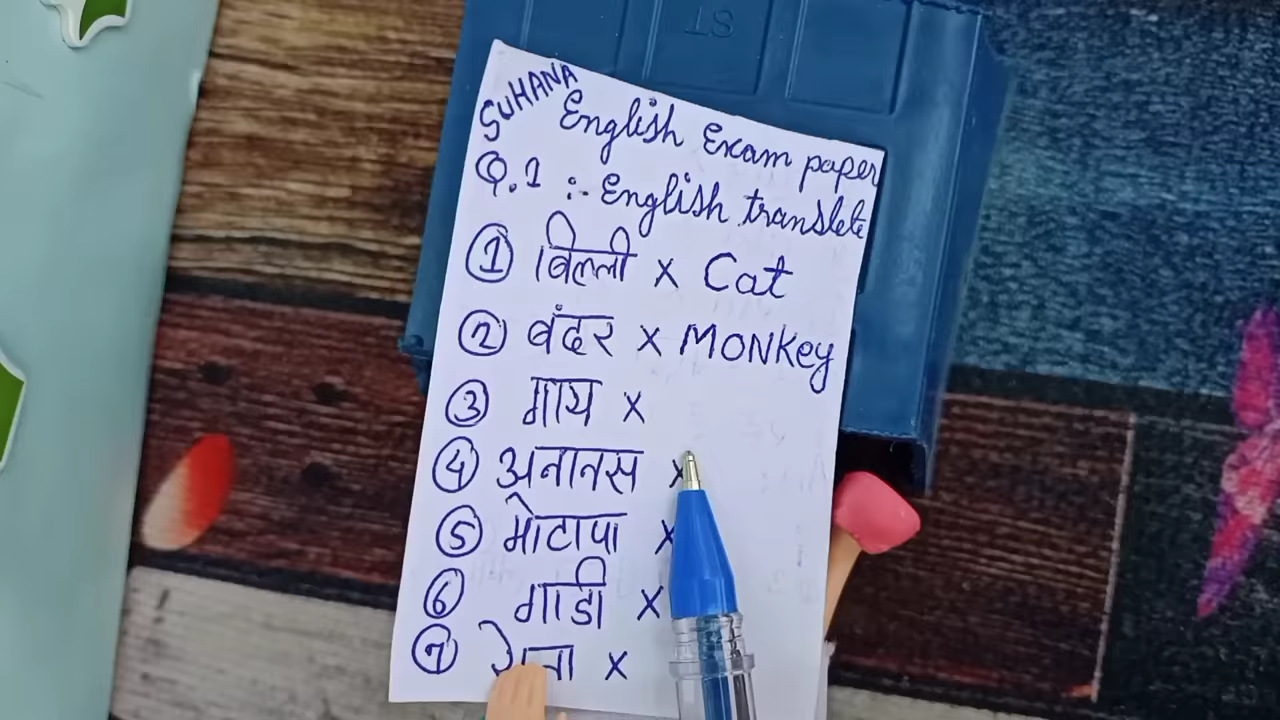 ST
SUHANA
English Exam paper
Q.1 :- English translete
① बिल्ली x Cat
② बंदर x MONKey
③ गाय x
④ अनानस x
⑤ मोटापा x
⑥ गाडी x
⑦ x